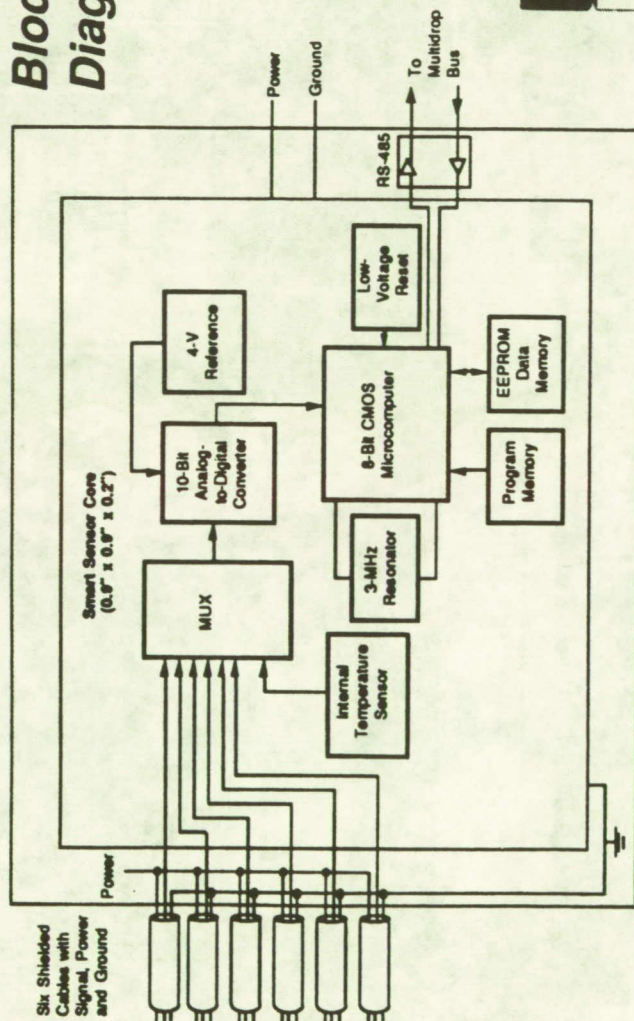 Bloc
Diag
Six Shielded
Cables with
Signal, Power
and Ground
Power
Smart Sensor Core
(0.9" x 0.9" x 0.2")
MUX
10-Bit
Analog-
to-Digital
Converter
4-V
Reference
Internal
Temperature
Sensor
3-MHz
Resonator
8-Bit CMOS
Microcomputer
Low-
Voltage
Reset
Program
Memory
EEPROM
Data
Memory
Power
Ground
RS-485
To
Multidrop
Bus